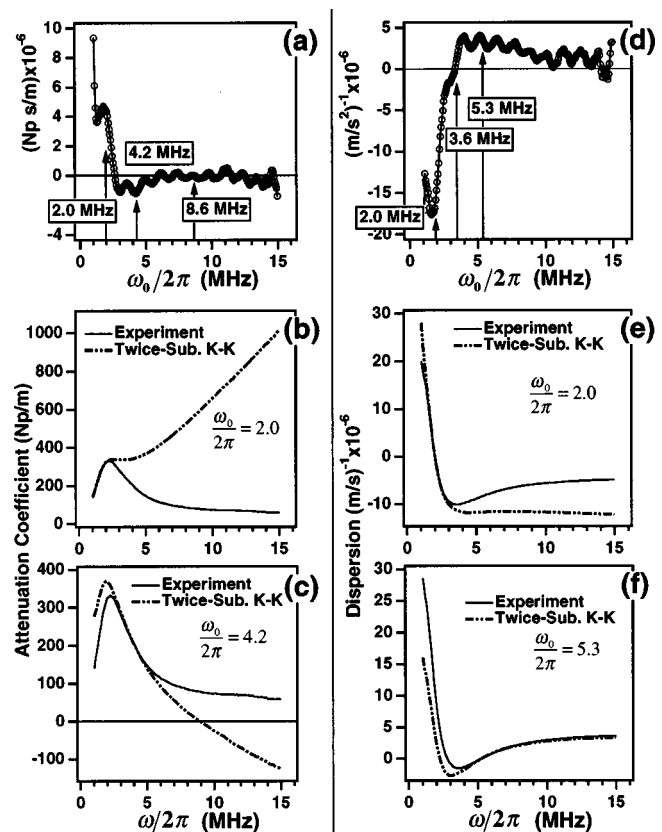 (a)
(Np s/m)x10⁻⁶
10
8
6
4
2
0
-2
-4
4.2 MHz
2.0 MHz
8.6 MHz
0 5 10 15
ω₀/2π (MHz)
(b)
Attenuation Coefficient (Np/m)
1000
800
600
400
200
0
Experiment
Twice-Sub. K-K
ω₀/2π = 2.0
0 5 10 15
(c)
400
300
200
100
0
-100
Experiment
Twice-Sub. K-K
ω₀/2π = 4.2
0 5 10 15
ω/2π (MHz)
(d)
(m/s²)⁻¹x10⁻⁶
5
0
-5
-10
-15
-20
5.3 MHz
3.6 MHz
2.0 MHz
0 5 10 15
ω₀/2π (MHz)
(e)
Dispersion (m/s)⁻¹x10⁻⁶
30
20
10
0
-10
Experiment
Twice-Sub. K-K
ω₀/2π = 2.0
0 5 10 15
(f)
30
25
20
15
10
5
0
Experiment
Twice-Sub. K-K
ω₀/2π = 5.3
0 5 10 15
ω/2π (MHz)